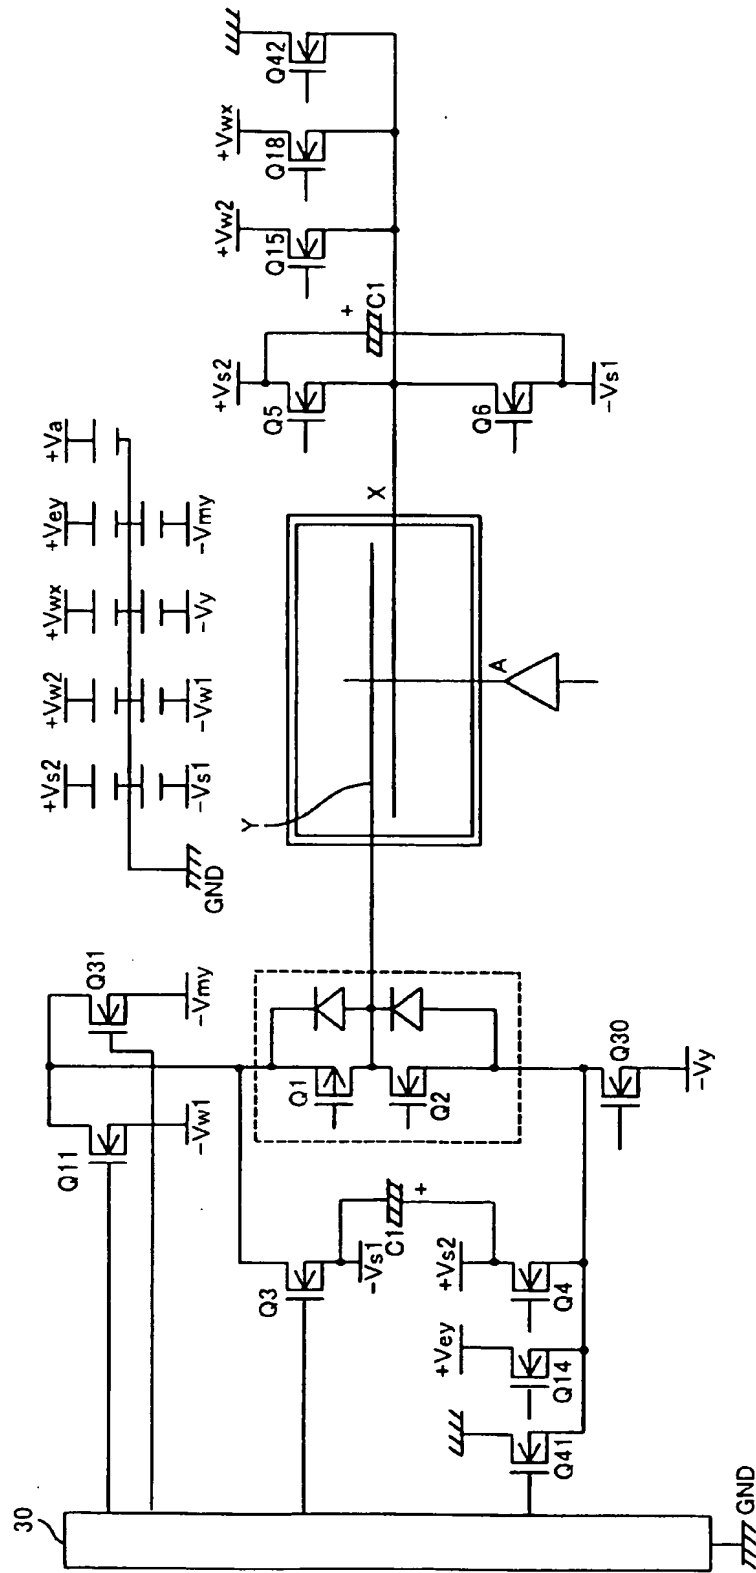 30
Q11
-Vw1
Q31
-Vmy
Q3
-Vs1
C1
+
+Vs2
Q4
+Vey
Q14
Q41
GND
Q1
Q2
Q30
-Vy
GND
+Vs2
-Vs1
+Vw2
-Vw1
+Vwx
-Vy
+Vey
-Vmy
+Va
Y
A
X
+Vs2
Q5
+
C1
Q6
-Vs1
+Vw2
Q15
+Vwx
Q18
Q42